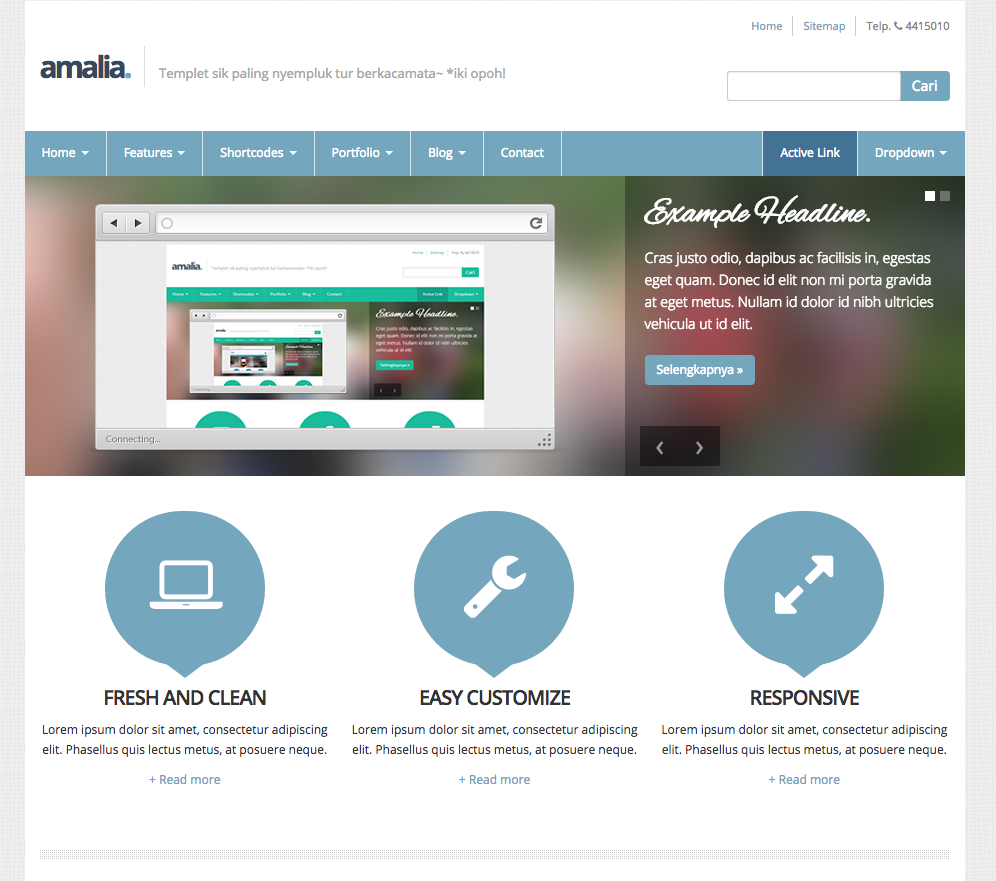 Home Sitemap Telp. 4415010
amalia.
Templet sik paling nyempluk tur berkacamata~ *iki opoh!
Cari
Home Features Shortcodes Portfolio Blog Contact Active Link Dropdown
Example Headline.
Cras justo odio, dapibus ac facilisis in, egestas
eget quam. Donec id elit non mi porta gravida
at eget metus. Nullam id dolor id nibh ultricies
vehicula ut id elit.
Selengkapnya »
Home Sitemap Telp. 4415010
amalia.
Templet sik paling nyempluk tur berkacamata~ *iki opoh!
Cari
Home Features Shortcodes Portfolio Blog Contact Active Link Dropdown
Example Headline.
Cras justo odio, dapibus ac facilisis in, egestas
eget quam. Donec id elit non mi porta gravida
at eget metus. Nullam id dolor id nibh ultricies
vehicula ut id elit.
Selengkapnya »
amalia.
Connecting...
FRESH AND CLEAN
Lorem ipsum dolor sit amet, consectetur adipiscing
elit. Phasellus quis lectus metus, at posuere neque.
+ Read more
EASY CUSTOMIZE
Lorem ipsum dolor sit amet, consectetur adipiscing
elit. Phasellus quis lectus metus, at posuere neque.
+ Read more
RESPONSIVE
Lorem ipsum dolor sit amet, consectetur adipiscing
elit. Phasellus quis lectus metus, at posuere neque.
+ Read more